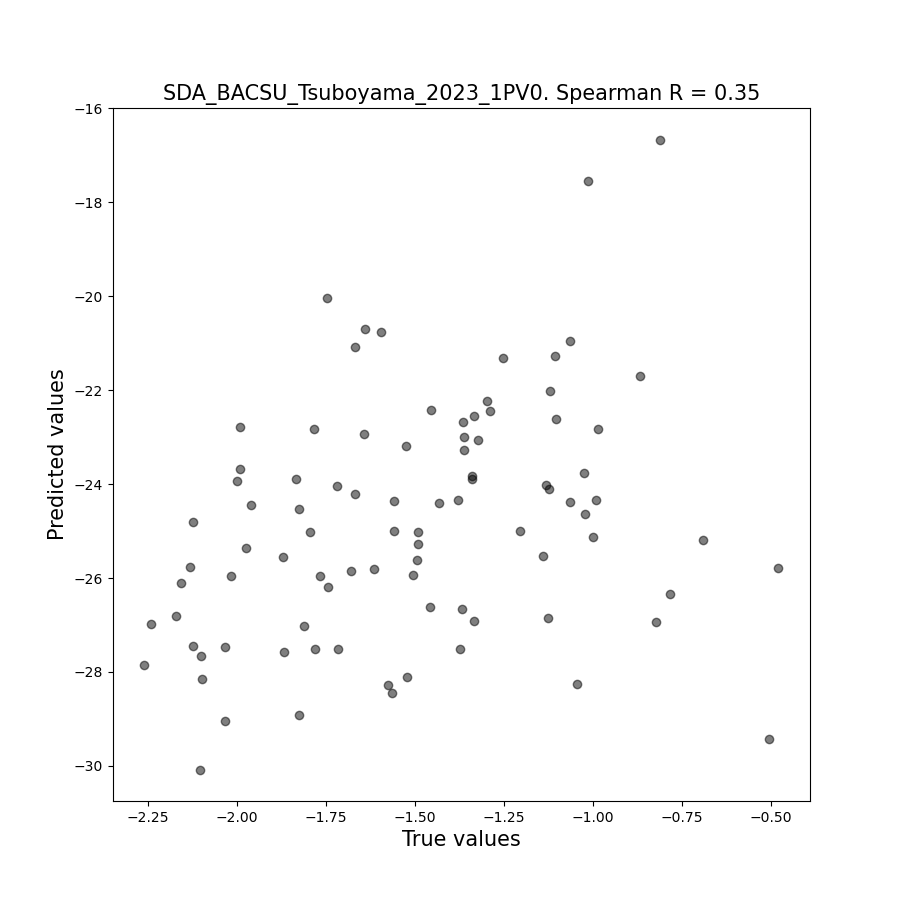 SDA_BACSU_Tsuboyama_2023_1PV0. Spearman R = 0.35
−16
−18
−20
−22
−24
−26
−28
−30
Predicted values
−2.25 −2.00 −1.75 −1.50 −1.25 −1.00 −0.75 −0.50
True values